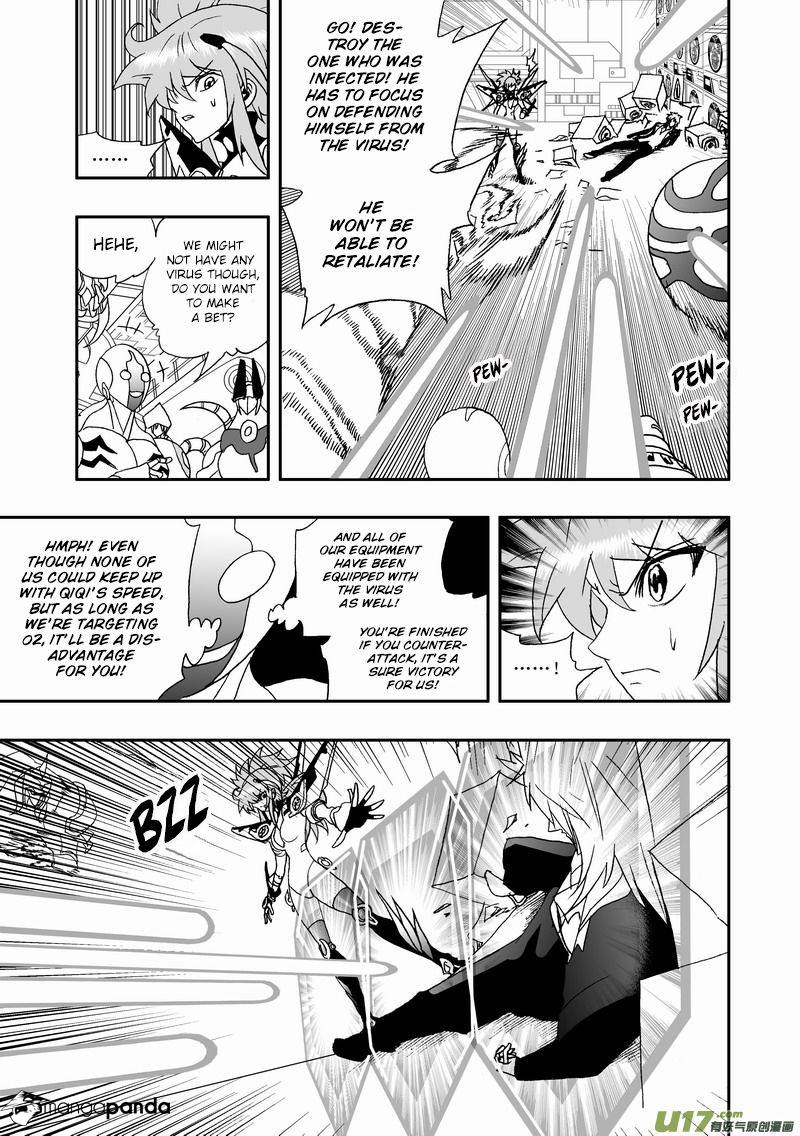 GO! DES-
TROY THE
ONE WHO WAS
INFECTED! HE
HAS TO FOCUS
ON DEFENDING
HIMSELF FROM
THE VIRUS!
HE
WON'T BE
ABLE TO
RETALIATE!
PEW-
PEW-
PEW-
......
WE MIGHT
NOT HAVE ANY
VIRUS THOUGH,
DO YOU WANT
TO MAKE
A BET?
HEHE,
......!
AND ALL OF
OUR EQUIPMENT
HAVE BEEN
EQUIPPED WITH
THE VIRUS
AS WELL!
YOU'RE FINISHED
IF YOU COUNTER-
ATTACK, IT'S A
SURE VICTORY
FOR US!
HMPH! EVEN
THOUGH NONE OF
US COULD KEEP UP
WITH QIQI'S SPEED,
BUT AS LONG AS
WE'RE TARGETING
02, IT'LL BE A DIS-
ADVANTAGE
FOR YOU!
BZZ
mangapanda
U17.com
有妖气原创漫画